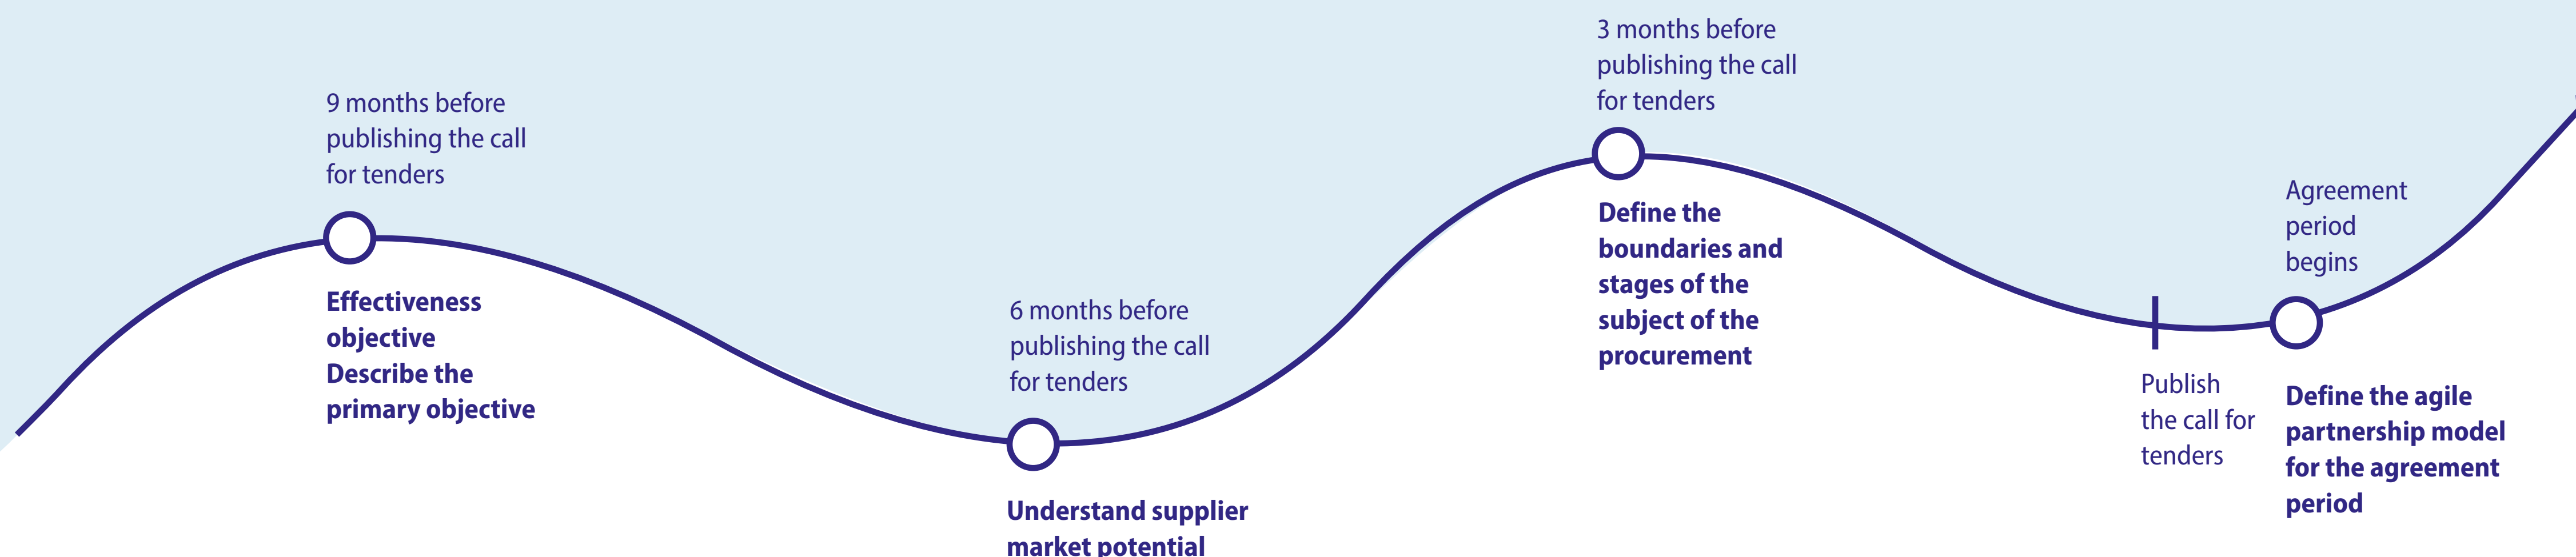 9 months before
publishing the call
for tenders
Effectiveness
objective
Describe the
primary objective
6 months before
publishing the call
for tenders
Understand supplier
market potential
3 months before
publishing the call
for tenders
Define the
boundaries and
stages of the
subject of the
procurement
Publish
the call for
tenders
Agreement
period
begins
Define the agile
partnership model
for the agreement
period